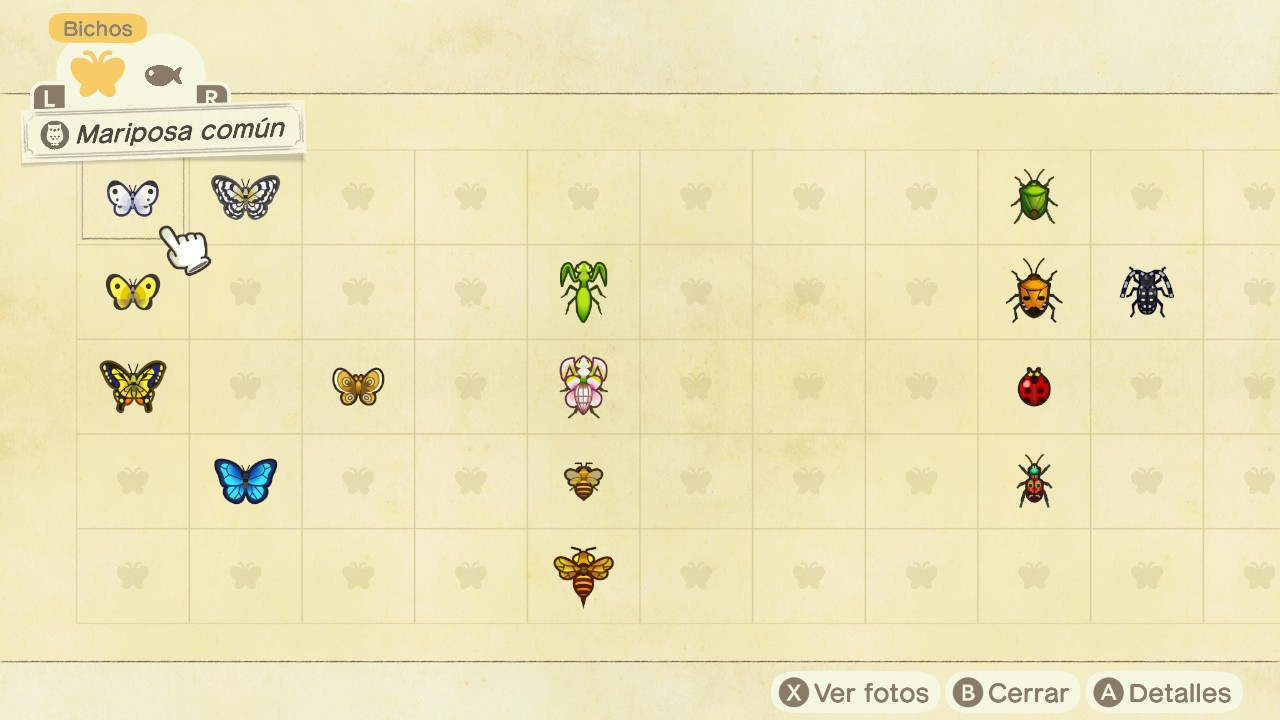 Bichos
L
R
Mariposa común
X Ver fotos
B Cerrar
A Detalles